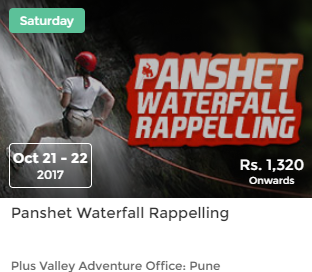 Saturday
PANSHET
WATERFALL
RAPPELLING
Oct 21 - 22
2017
Rs. 1,320
Onwards
Panshet Waterfall Rappelling
Plus Valley Adventure Office: Pune